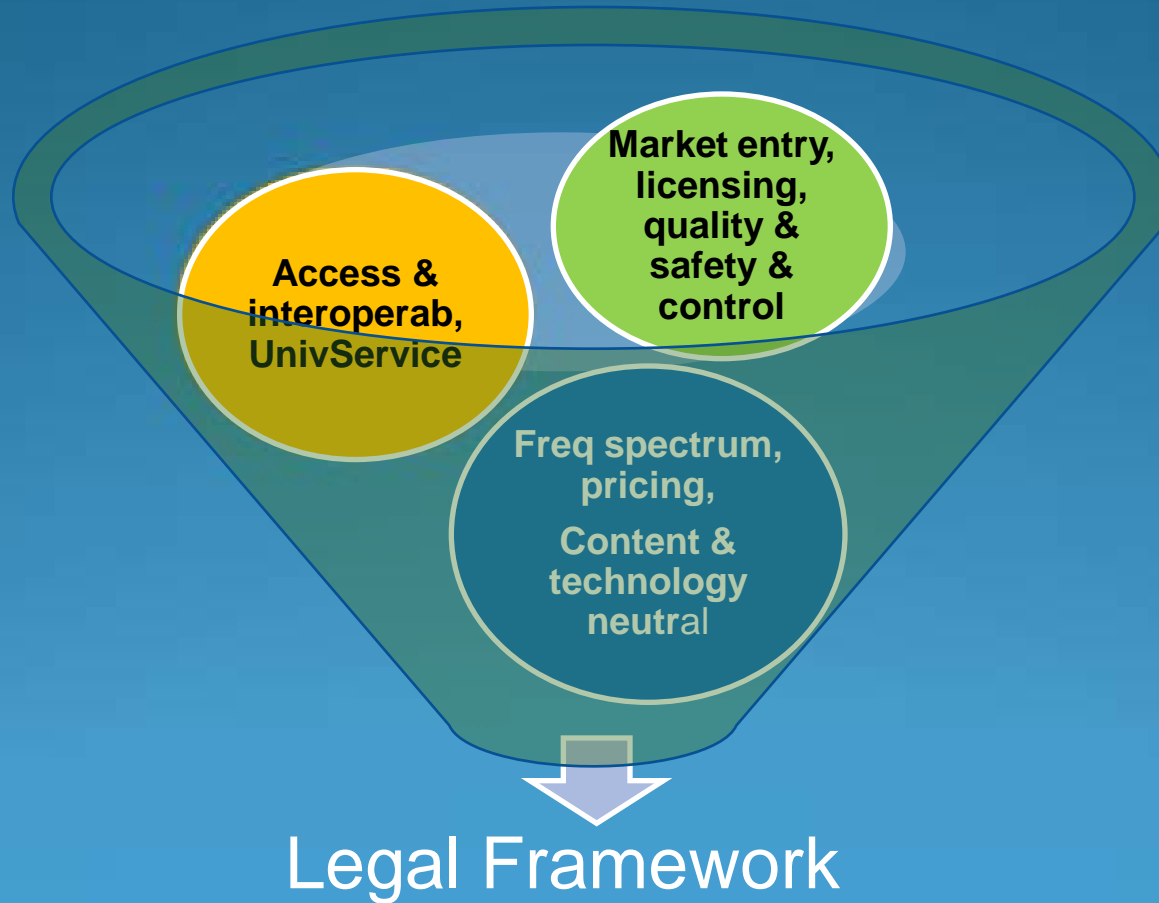 Market entry,
licensing,
quality &
safety &
control
Access &
interoperab,
UnivService
Freq spectrum,
pricing,
Content &
technology
neutral
Legal Framework